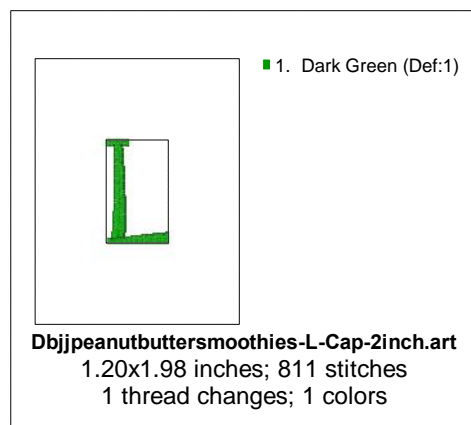 1. Dark Green (Def:1)
L
Dbjjpeanutbuttersmoothies-L-Cap-2inch.art
1.20x1.98 inches; 811 stitches
1 thread changes; 1 colors